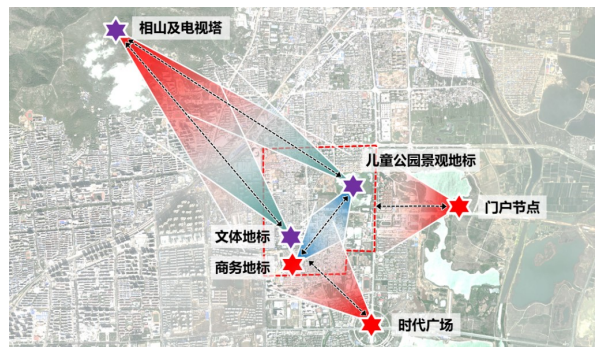 相山及电视塔
儿童公园景观地标
门户节点
文体地标
商务地标
时代广场